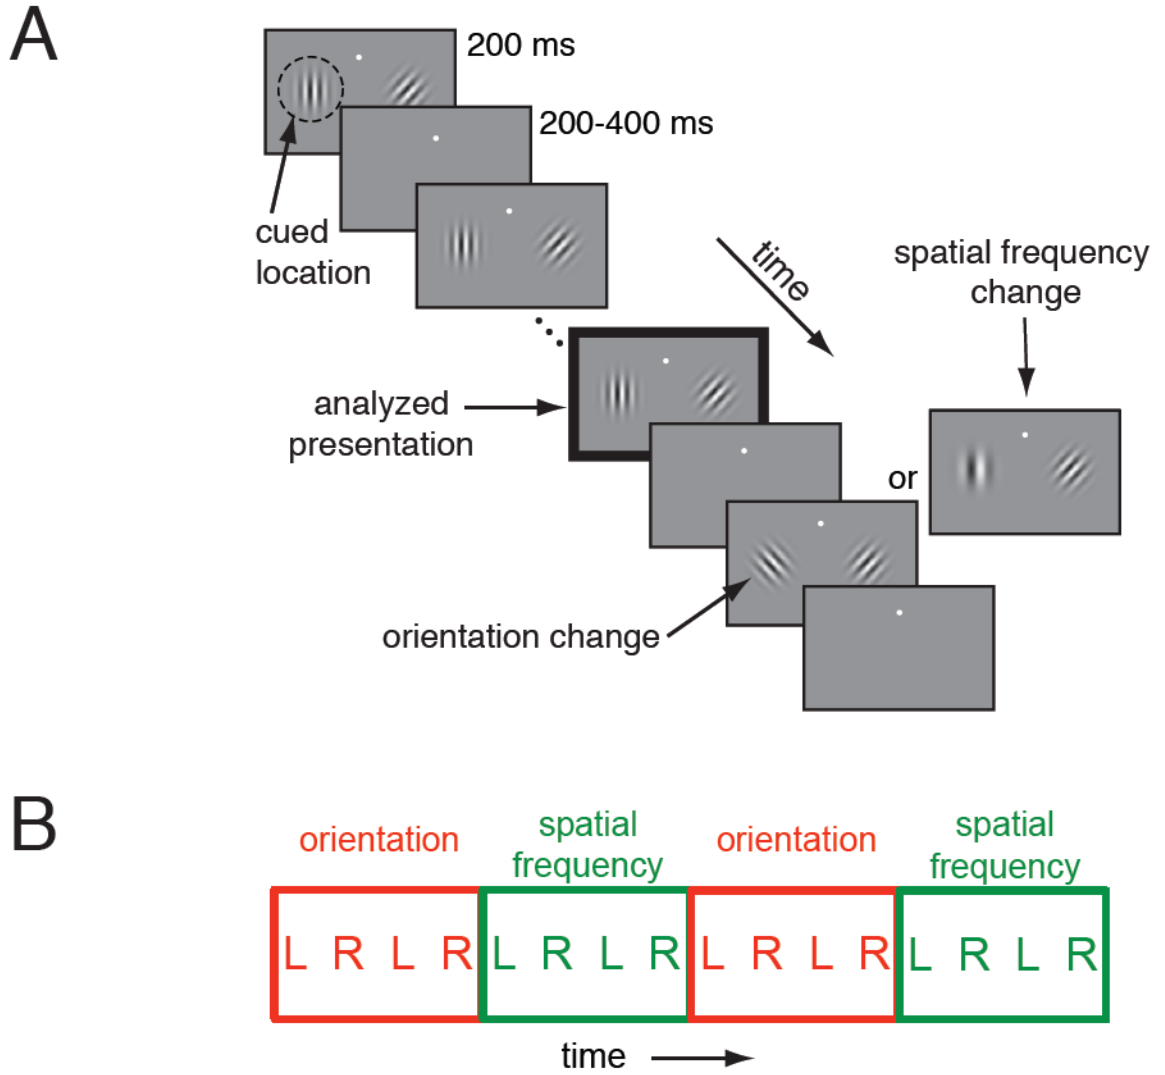 A
200 ms
200-400 ms
cued
location
time
spatial frequency
change
analyzed
presentation
or
orientation change
B
orientation
spatial
frequency
orientation
spatial
frequency
L R L R L R L R L R L R L R L R
time